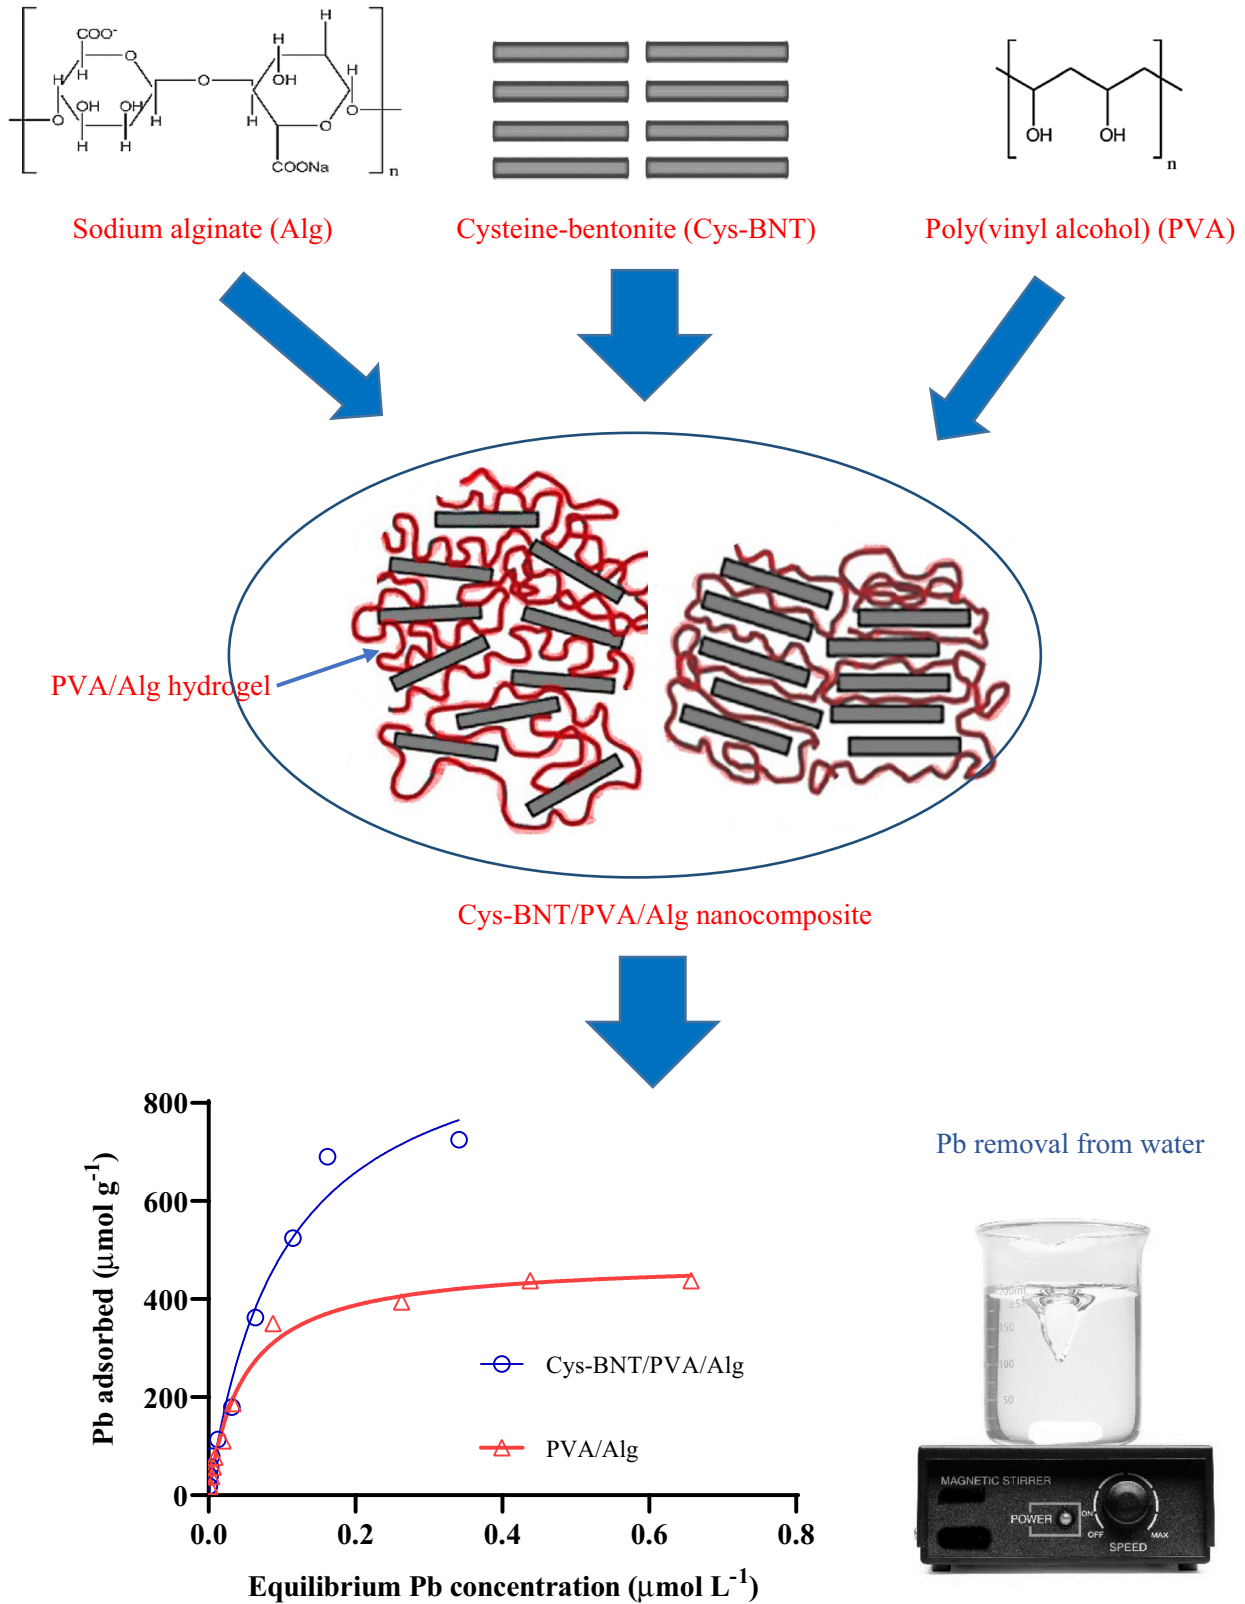 COO⁻
H
O
H
H
OH
OH
H
H
O
H
O
H
H
OH
H
H
O
O
COONa
n
OH
OH
n
Sodium alginate (Alg)
Cysteine-bentonite (Cys-BNT)
Poly(vinyl alcohol) (PVA)
PVA/Alg hydrogel
Cys-BNT/PVA/Alg nanocomposite
Pb removal from water
Pb adsorbed (µmol g⁻¹)
800
600
400
200
0
0.0
0.2
0.4
0.6
0.8
Equilibrium Pb concentration (µmol L⁻¹)
Cys-BNT/PVA/Alg
PVA/Alg
200ml
±5%
150
100
50
MAGNETIC STIRRER
POWER
ON
OFF
MAX
SPEED